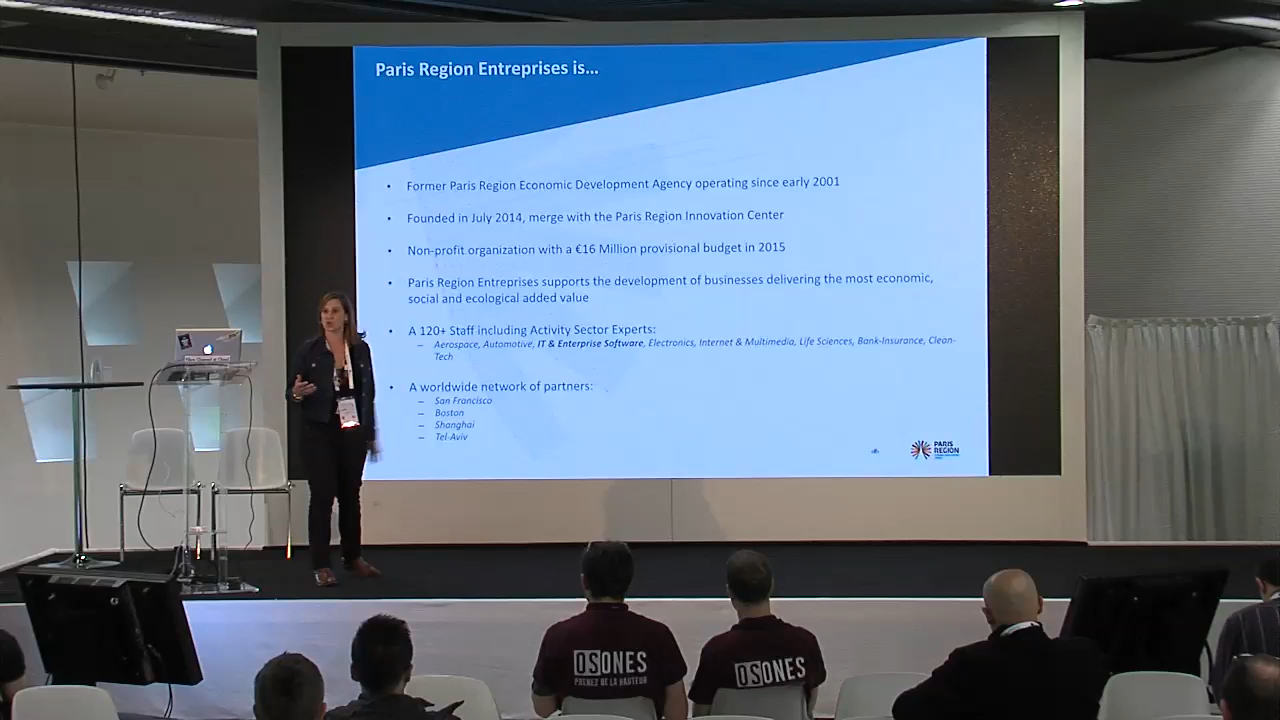 Paris Region Entreprises is...
• Former Paris Region Economic Development Agency operating since early 2001
• Founded in July 2014, merge with the Paris Region Innovation Center
• Non-profit organization with a €16 Million provisional budget in 2015
• Paris Region Entreprises supports the development of businesses delivering the most economic,
social and ecological added value
• A 120+ Staff including Activity Sector Experts:
– Aerospace, Automotive, IT & Enterprise Software, Electronics, Internet & Multimedia, Life Sciences, Bank-Insurance, Clean-
Tech
• A worldwide network of partners:
– San Francisco
– Boston
– Shanghai
– Tel-Aviv
PARIS
REGION
OSONES
PRENEZ DE LA HAUTEUR
OSONES